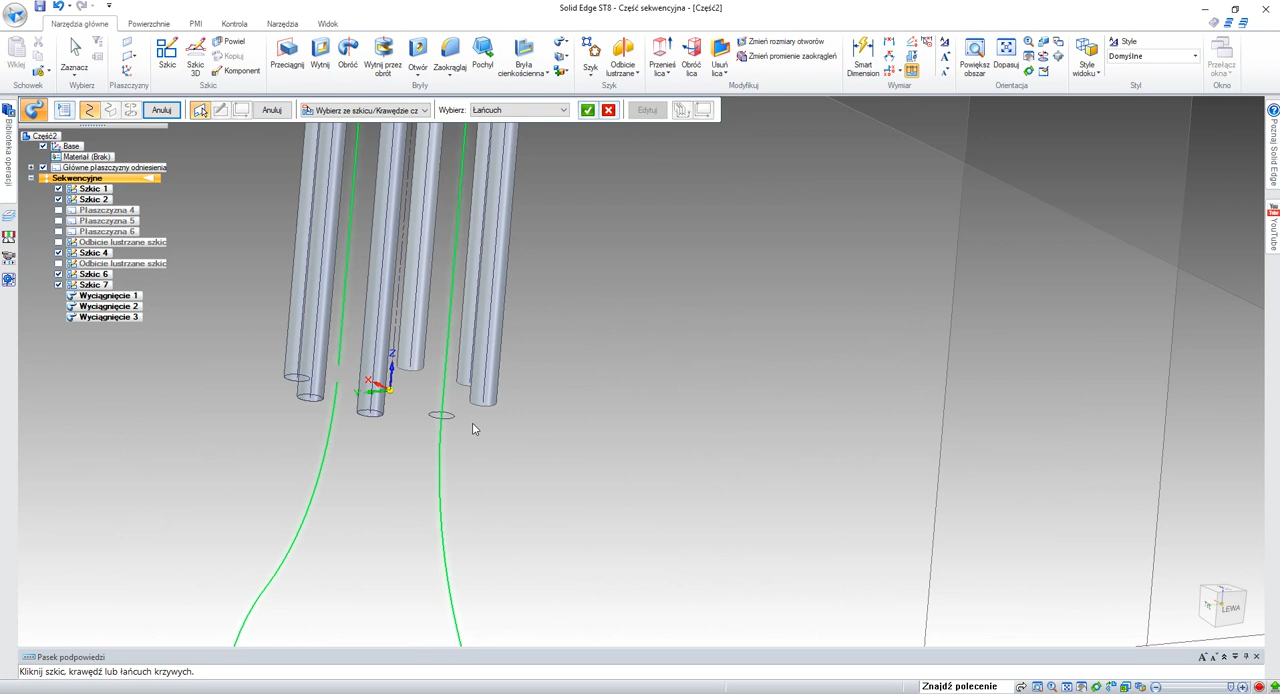 Solid Edge ST8 - Część sekwencyjna - [Część2]
Narzędzia główne Powierzchnie PMI Kontrola Narzędzia Widok
Wklej Zaznacz Szkic Szkic 3D Powiel Kopiuj Komponent Przeciągnij Wytnij Obróć Wytnij przez obrót Otwór Zaokrąglaj Pochyl Bryła cienkościenna Szyk Odbicie lustrzane Przenieś lica Obróć lica Usuń lica Zmień rozmiary otworów Zmień promienie zaokrągleń Smart Dimension Powiększ obszar Dopasuj Style widoku Style Domyślne Przełącz okna
Schowek Wybierz Płaszczyzny Szkic Bryły Szyk Modyfikuj Wymiar Orientacja Styl Okno
Anuluj Anuluj Wybierz ze szkicu/Krawędzie cz Wybierz: Łańcuch Edytuj
Biblioteka operacji
Część2
Base
Materiał (Brak)
Główne płaszczyzny odniesienia
Sekwencyjne
Szkic 1
Szkic 2
Płaszczyzna 4
Płaszczyzna 5
Płaszczyzna 6
Odbicie lustrzane szkic
Szkic 4
Odbicie lustrzane szkic
Szkic 6
Szkic 7
Wyciągnięcie 1
Wyciągnięcie 2
Wyciągnięcie 3
Z
X
Y
Poznaj Solid Edge
You Tube
YouTube
LEWA
Pasek podpowiedzi
Kliknij szkic, krawędź lub łańcuch krzywych.
Znajdź polecenie